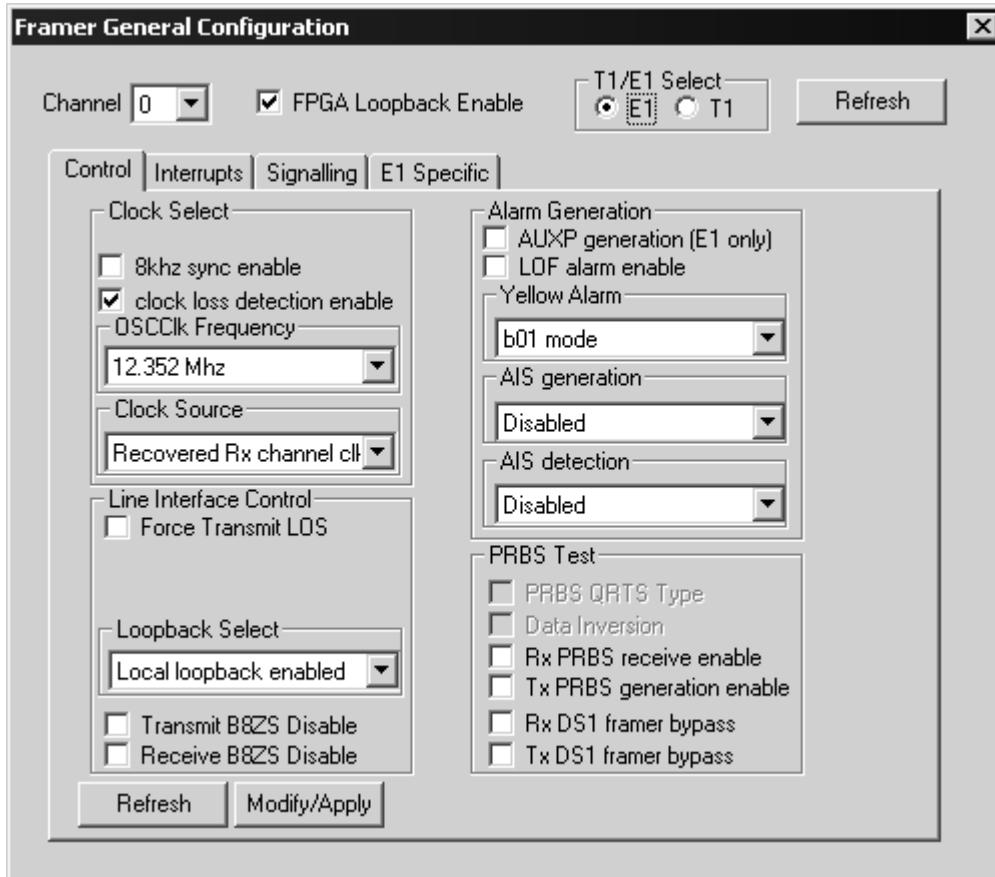 Framer General Configuration
Channel 0
FPGA Loopback Enable
T1/E1 Select
E1 T1
Refresh
Control Interrupts Signalling E1 Specific
Clock Select
8khz sync enable
clock loss detection enable
OSCClk Frequency
12.352 Mhz
Clock Source
Recovered Rx channel clk
Line Interface Control
Force Transmit LOS
Loopback Select
Local loopback enabled
Transmit B8ZS Disable
Receive B8ZS Disable
Alarm Generation
AUXP generation (E1 only)
LOF alarm enable
Yellow Alarm
b01 mode
AIS generation
Disabled
AIS detection
Disabled
PRBS Test
PRBS QRTS Type
Data Inversion
Rx PRBS receive enable
Tx PRBS generation enable
Rx DS1 framer bypass
Tx DS1 framer bypass
Refresh
Modify/Apply